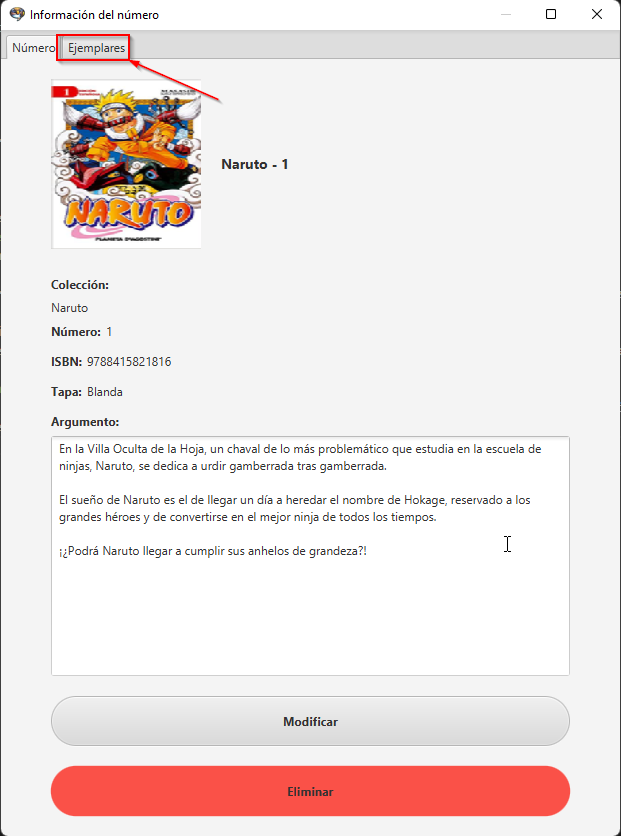 Información del número
Número
Ejemplares
1
NARUTO
PLANETA DEAGOSTINI
Naruto - 1
Colección:
Naruto
Número: 1
ISBN: 9788415821816
Tapa: Blanda
Argumento:
En la Villa Oculta de la Hoja, un chaval de lo más problemático que estudia en la escuela de
ninjas, Naruto, se dedica a urdir gamberrada tras gamberrada.
El sueño de Naruto es el de llegar un día a heredar el nombre de Hokage, reservado a los
grandes héroes y de convertirse en el mejor ninja de todos los tiempos.
¡¿Podrá Naruto llegar a cumplir sus anhelos de grandeza?!
Modificar
Eliminar